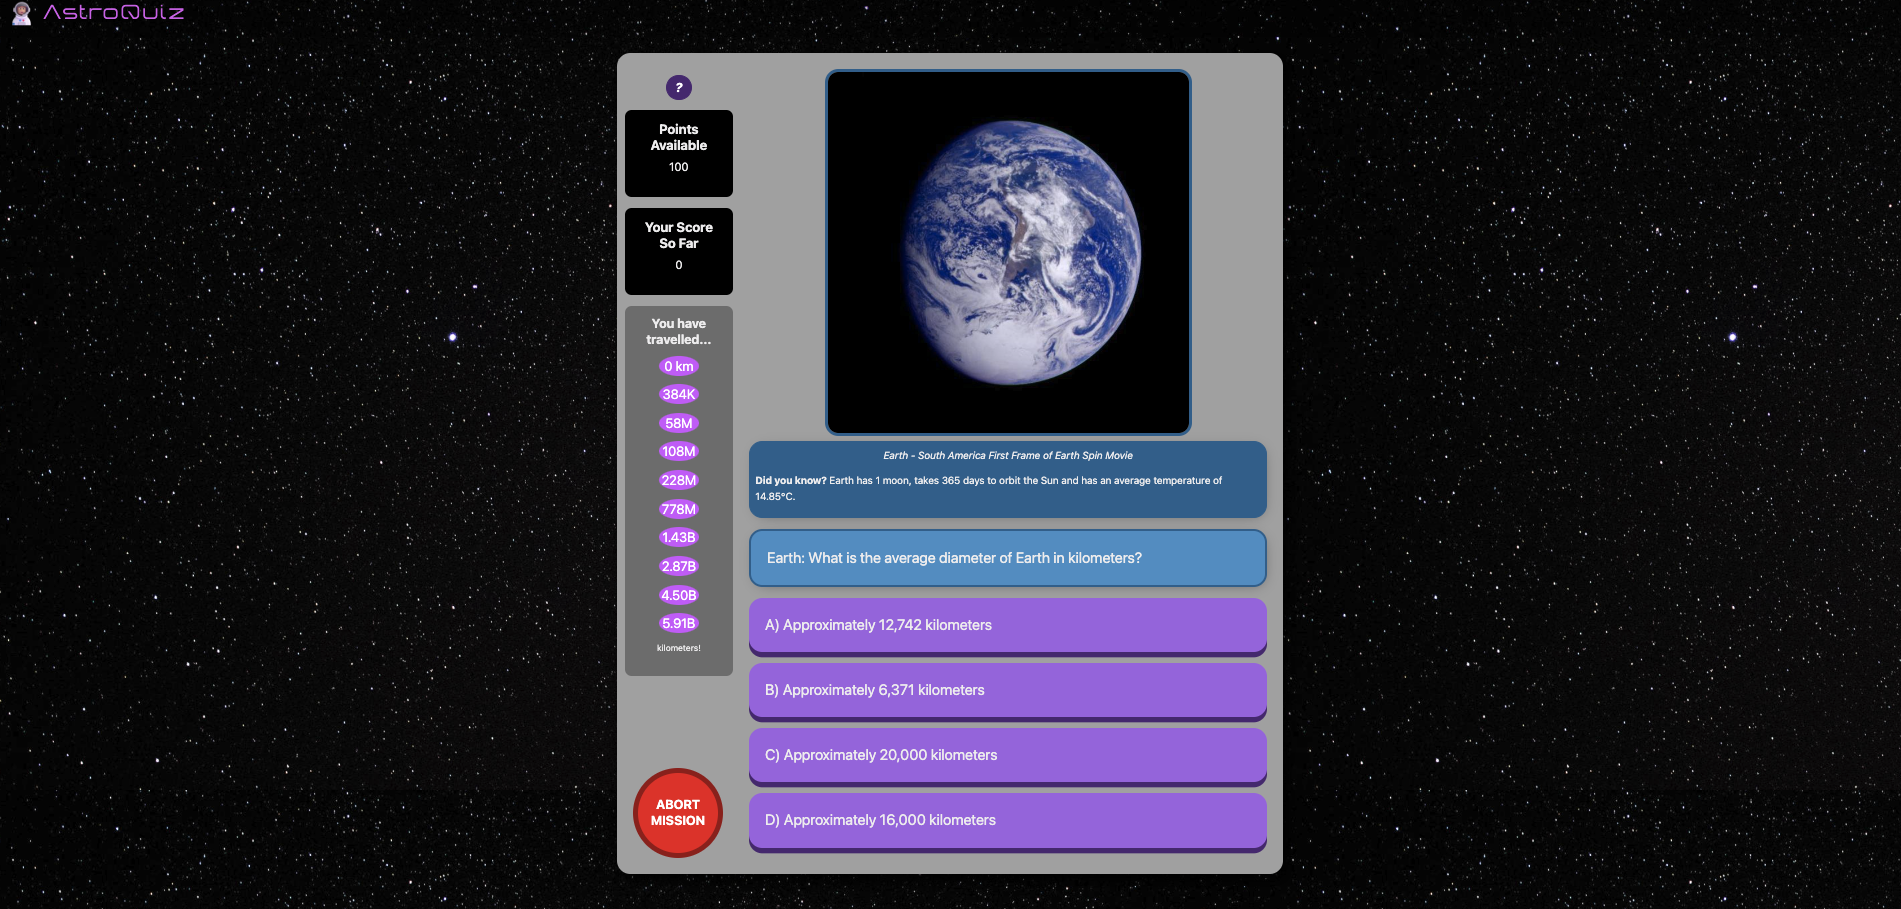 AstroQuiz
?
Points
Available
100
Your Score
So Far
0
You have
travelled...
0 km
384K
58M
108M
228M
778M
1.43B
2.87B
4.50B
5.91B
kilometers!
ABORT
MISSION
Earth - South America First Frame of Earth Spin Movie
Did you know? Earth has 1 moon, takes 365 days to orbit the Sun and has an average temperature of
14.85°C.
Earth: What is the average diameter of Earth in kilometers?
A) Approximately 12,742 kilometers
B) Approximately 6,371 kilometers
C) Approximately 20,000 kilometers
D) Approximately 16,000 kilometers